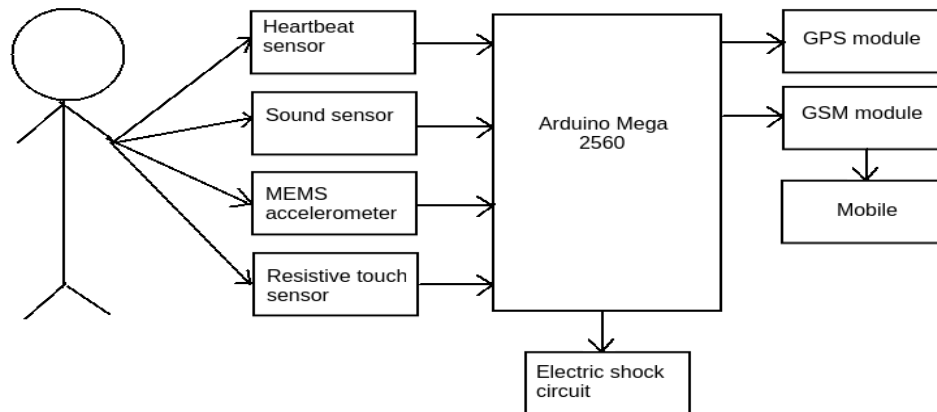 Heartbeat
sensor
Sound sensor
MEMS
accelerometer
Resistive touch
sensor
Arduino Mega
2560
GPS module
GSM module
Mobile
Electric shock
circuit